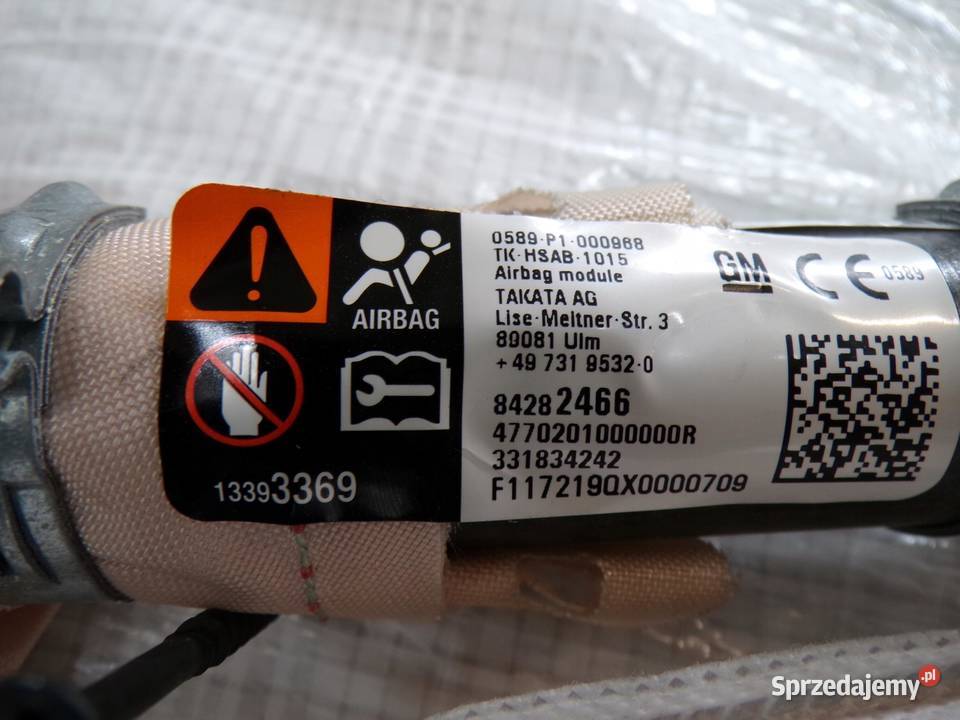 0589-P1-000968
TK-HSAB-1015
Airbag module
TAKATA AG
Lise-Meitner-Str. 3
89081 Ulm
+49 731 9532-0
84282466
4770201000000R
331834242
F117219QX0000709
GM CE 0589
AIRBAG
13393369
Sprzedajemy.pl